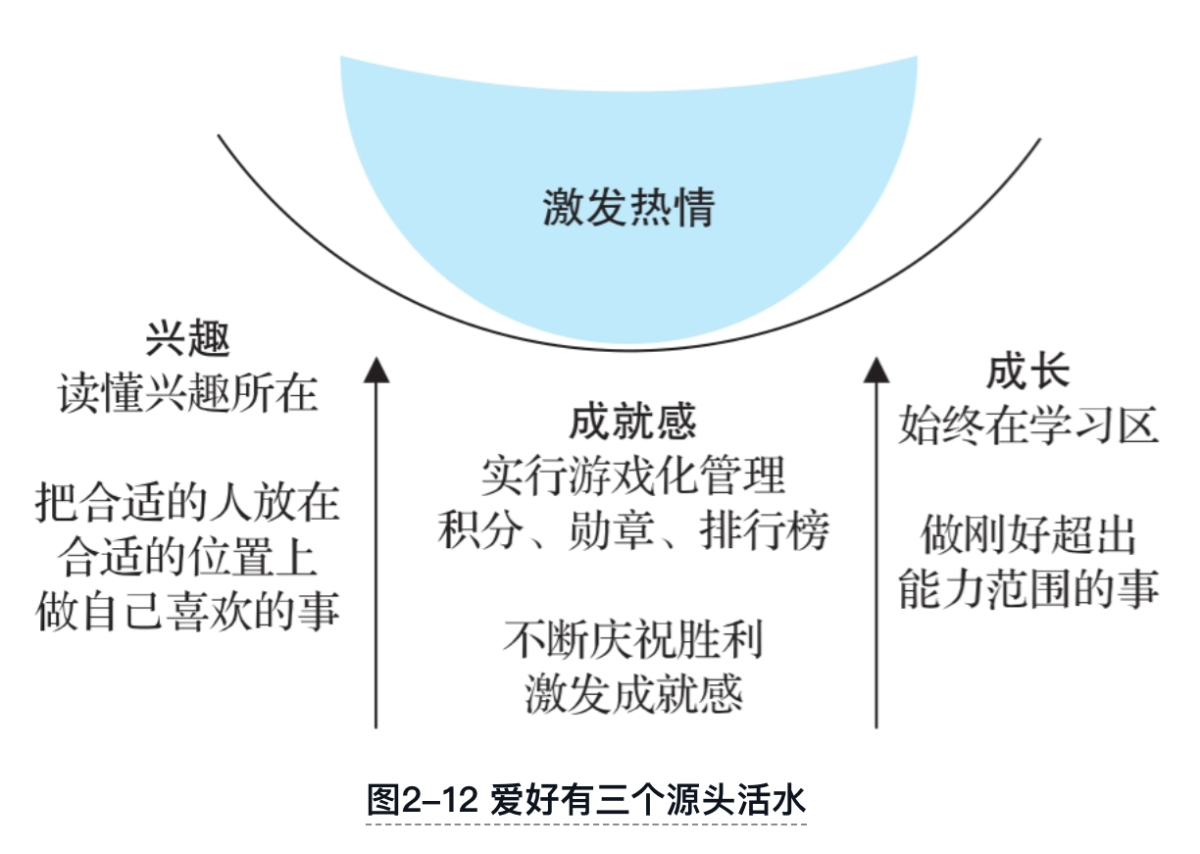 激发热情
兴趣
读懂兴趣所在
把合适的人放在
合适的位置上
做自己喜欢的事
成就感
实行游戏化管理
积分、勋章、排行榜
不断庆祝胜利
激发成就感
成长
始终在学习区
做刚好超出
能力范围的事
图2-12 爱好有三个源头活水